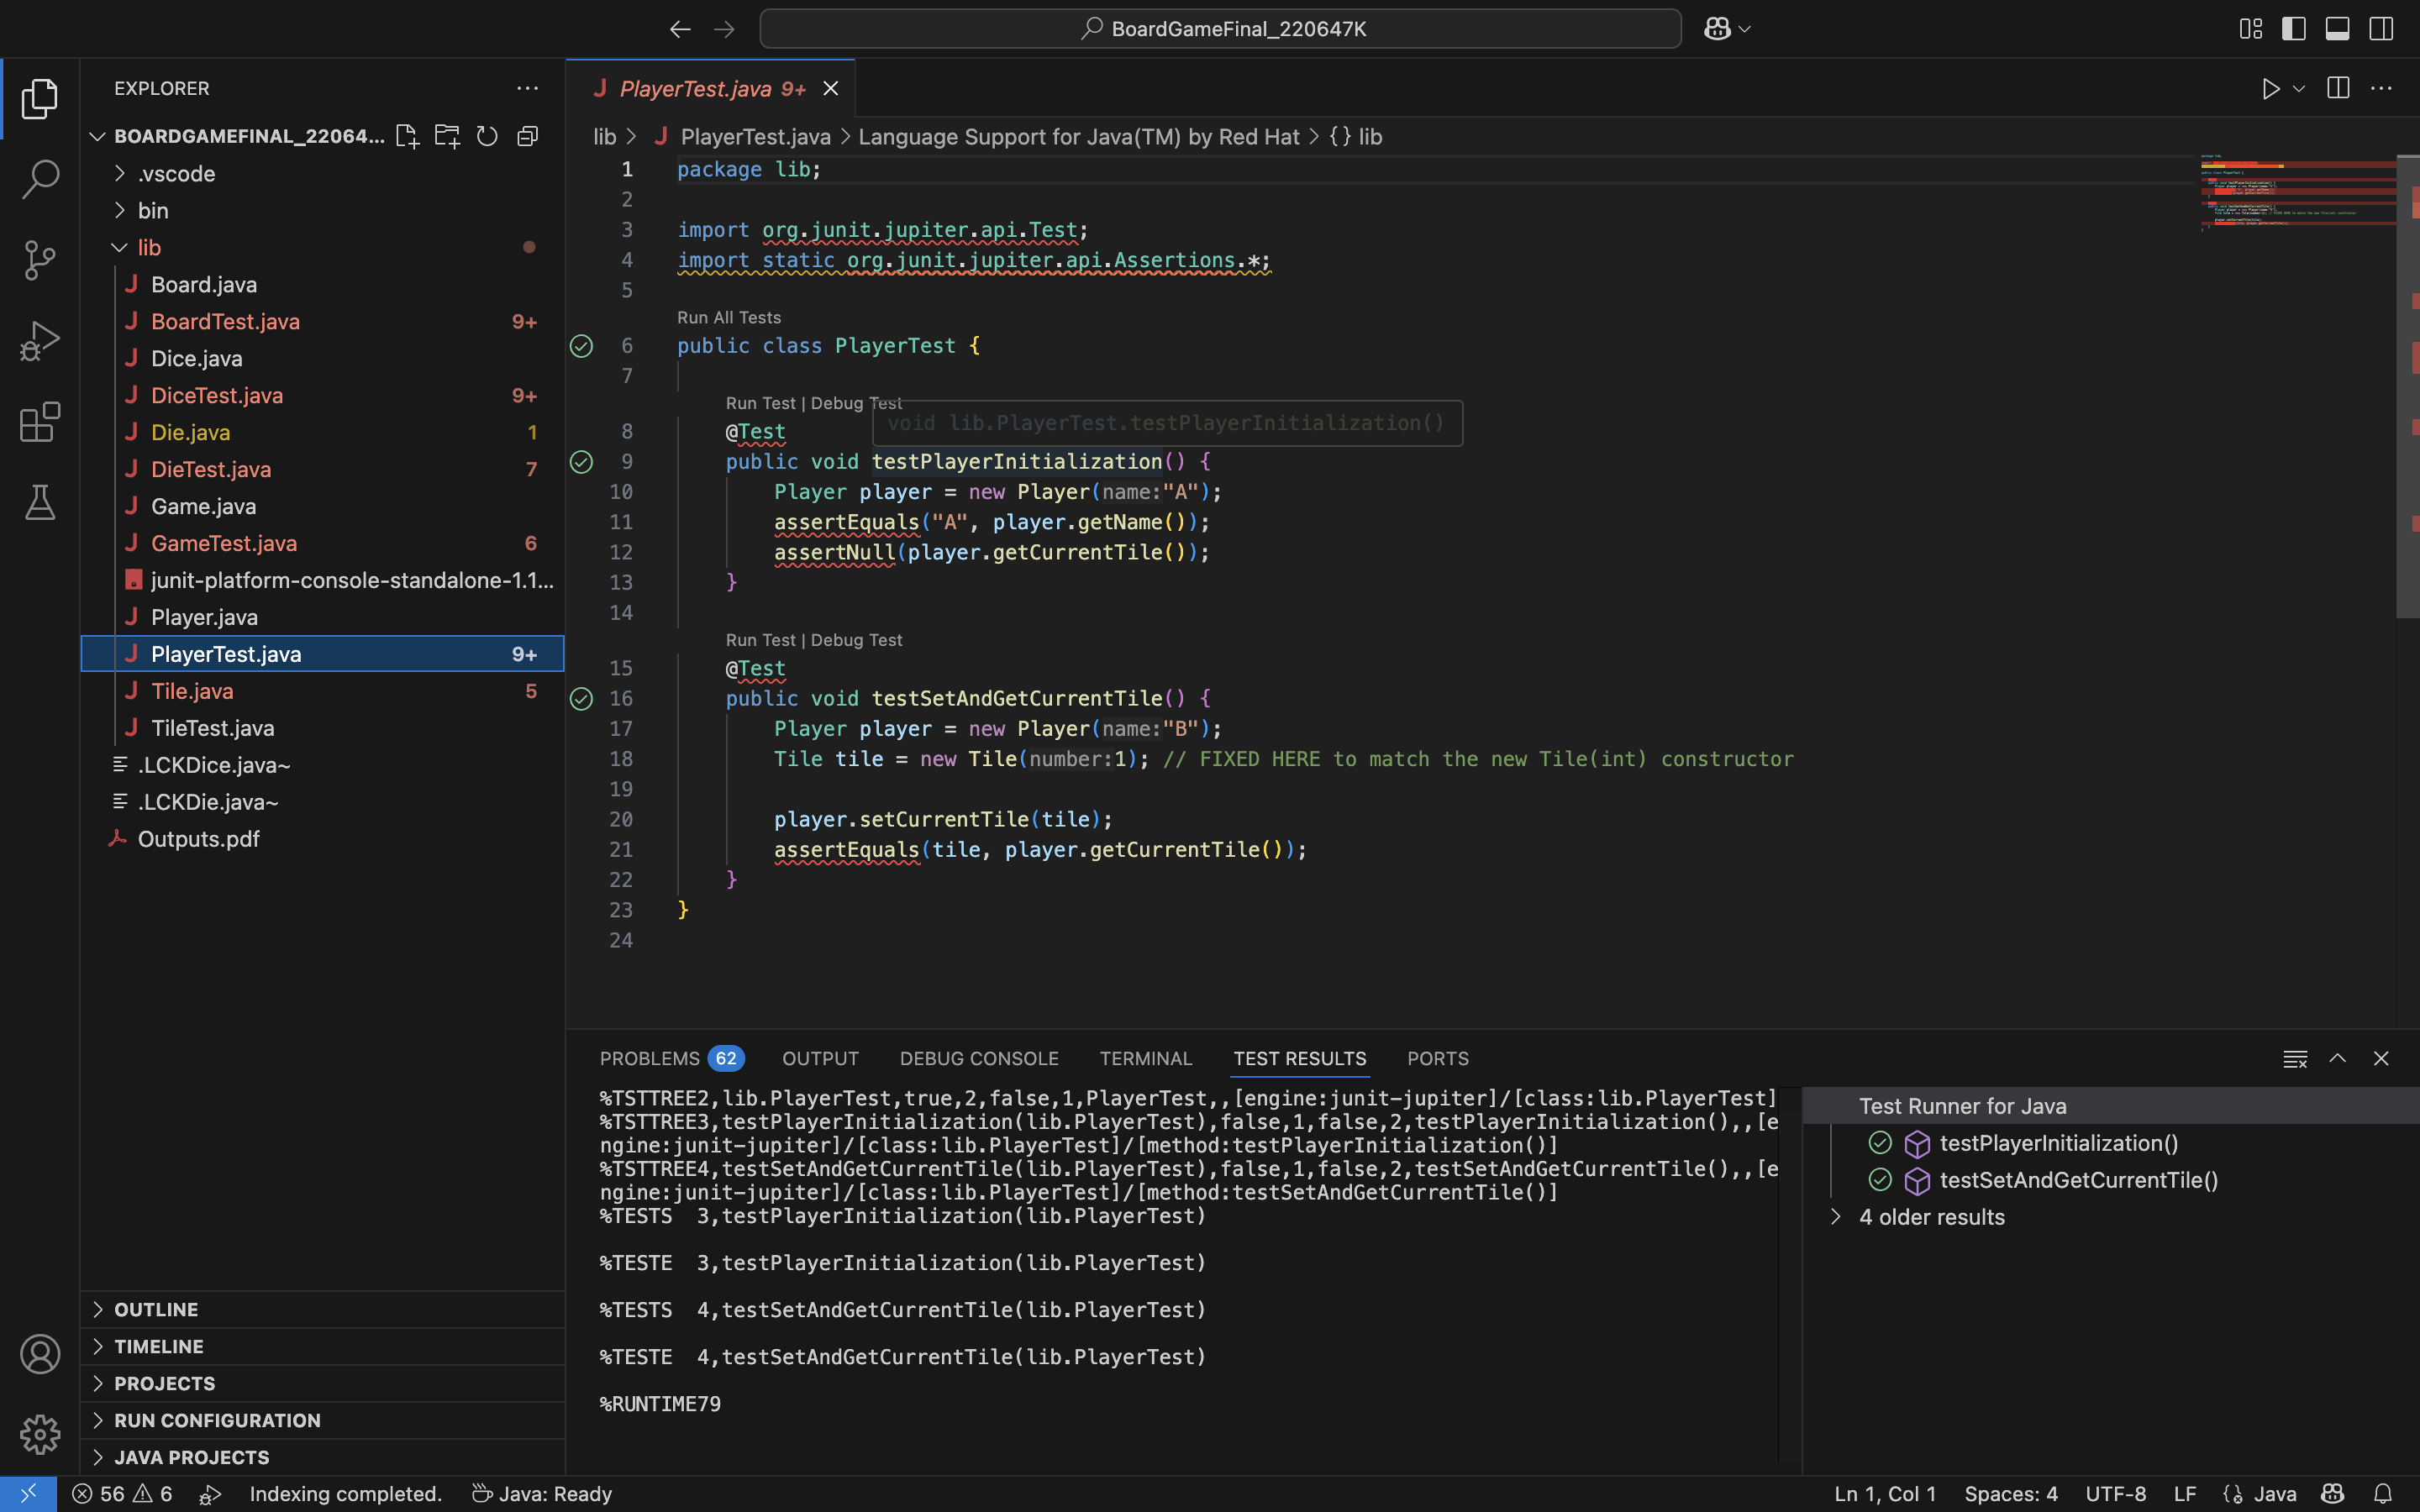 BoardGameFinal_220647K
EXPLORER
BOARDGAMEFINAL_22064...
.vscode
bin
lib
Board.java
BoardTest.java 9+
Dice.java
DiceTest.java 9+
Die.java 1
DieTest.java 7
Game.java
GameTest.java 6
junit-platform-console-standalone-1.1...
Player.java
PlayerTest.java 9+
Tile.java 5
TileTest.java
.LCKDice.java~
.LCKDie.java~
Outputs.pdf
OUTLINE
TIMELINE
PROJECTS
RUN CONFIGURATION
JAVA PROJECTS
PlayerTest.java 9+
lib > PlayerTest.java > Language Support for Java(TM) by Red Hat > {} lib
1 package lib;
2
3 import org.junit.jupiter.api.Test;
4 import static org.junit.jupiter.api.Assertions.*;
5
Run All Tests
6 public class PlayerTest {
7
Run Test | Debug Test
void lib.PlayerTest.testPlayerInitialization()
8 @Test
9 public void testPlayerInitialization() {
10 Player player = new Player(name:"A");
11 assertEquals("A", player.getName());
12 assertNull(player.getCurrentTile());
13 }
14
Run Test | Debug Test
15 @Test
16 public void testSetAndGetCurrentTile() {
17 Player player = new Player(name:"B");
18 Tile tile = new Tile(number:1); // FIXED HERE to match the new Tile(int) constructor
19
20 player.setCurrentTile(tile);
21 assertEquals(tile, player.getCurrentTile());
22 }
23 }
24
PROBLEMS 62 OUTPUT DEBUG CONSOLE TERMINAL TEST RESULTS PORTS
%TSTTREE2,lib.PlayerTest,true,2,false,1,PlayerTest,,[engine:junit-jupiter]/[class:lib.PlayerTest]
%TSTTREE3,testPlayerInitialization(lib.PlayerTest),false,1,false,2,testPlayerInitialization(),,[e
ngine:junit-jupiter]/[class:lib.PlayerTest]/[method:testPlayerInitialization()]
%TSTTREE4,testSetAndGetCurrentTile(lib.PlayerTest),false,1,false,2,testSetAndGetCurrentTile(),,[e
ngine:junit-jupiter]/[class:lib.PlayerTest]/[method:testSetAndGetCurrentTile()]
%TESTS  3,testPlayerInitialization(lib.PlayerTest)
%TESTE  3,testPlayerInitialization(lib.PlayerTest)
%TESTS  4,testSetAndGetCurrentTile(lib.PlayerTest)
%TESTE  4,testSetAndGetCurrentTile(lib.PlayerTest)
%RUNTIME79
Test Runner for Java
testPlayerInitialization()
testSetAndGetCurrentTile()
4 older results
56 6 Indexing completed. Java: Ready Ln 1, Col 1 Spaces: 4 UTF-8 LF Java